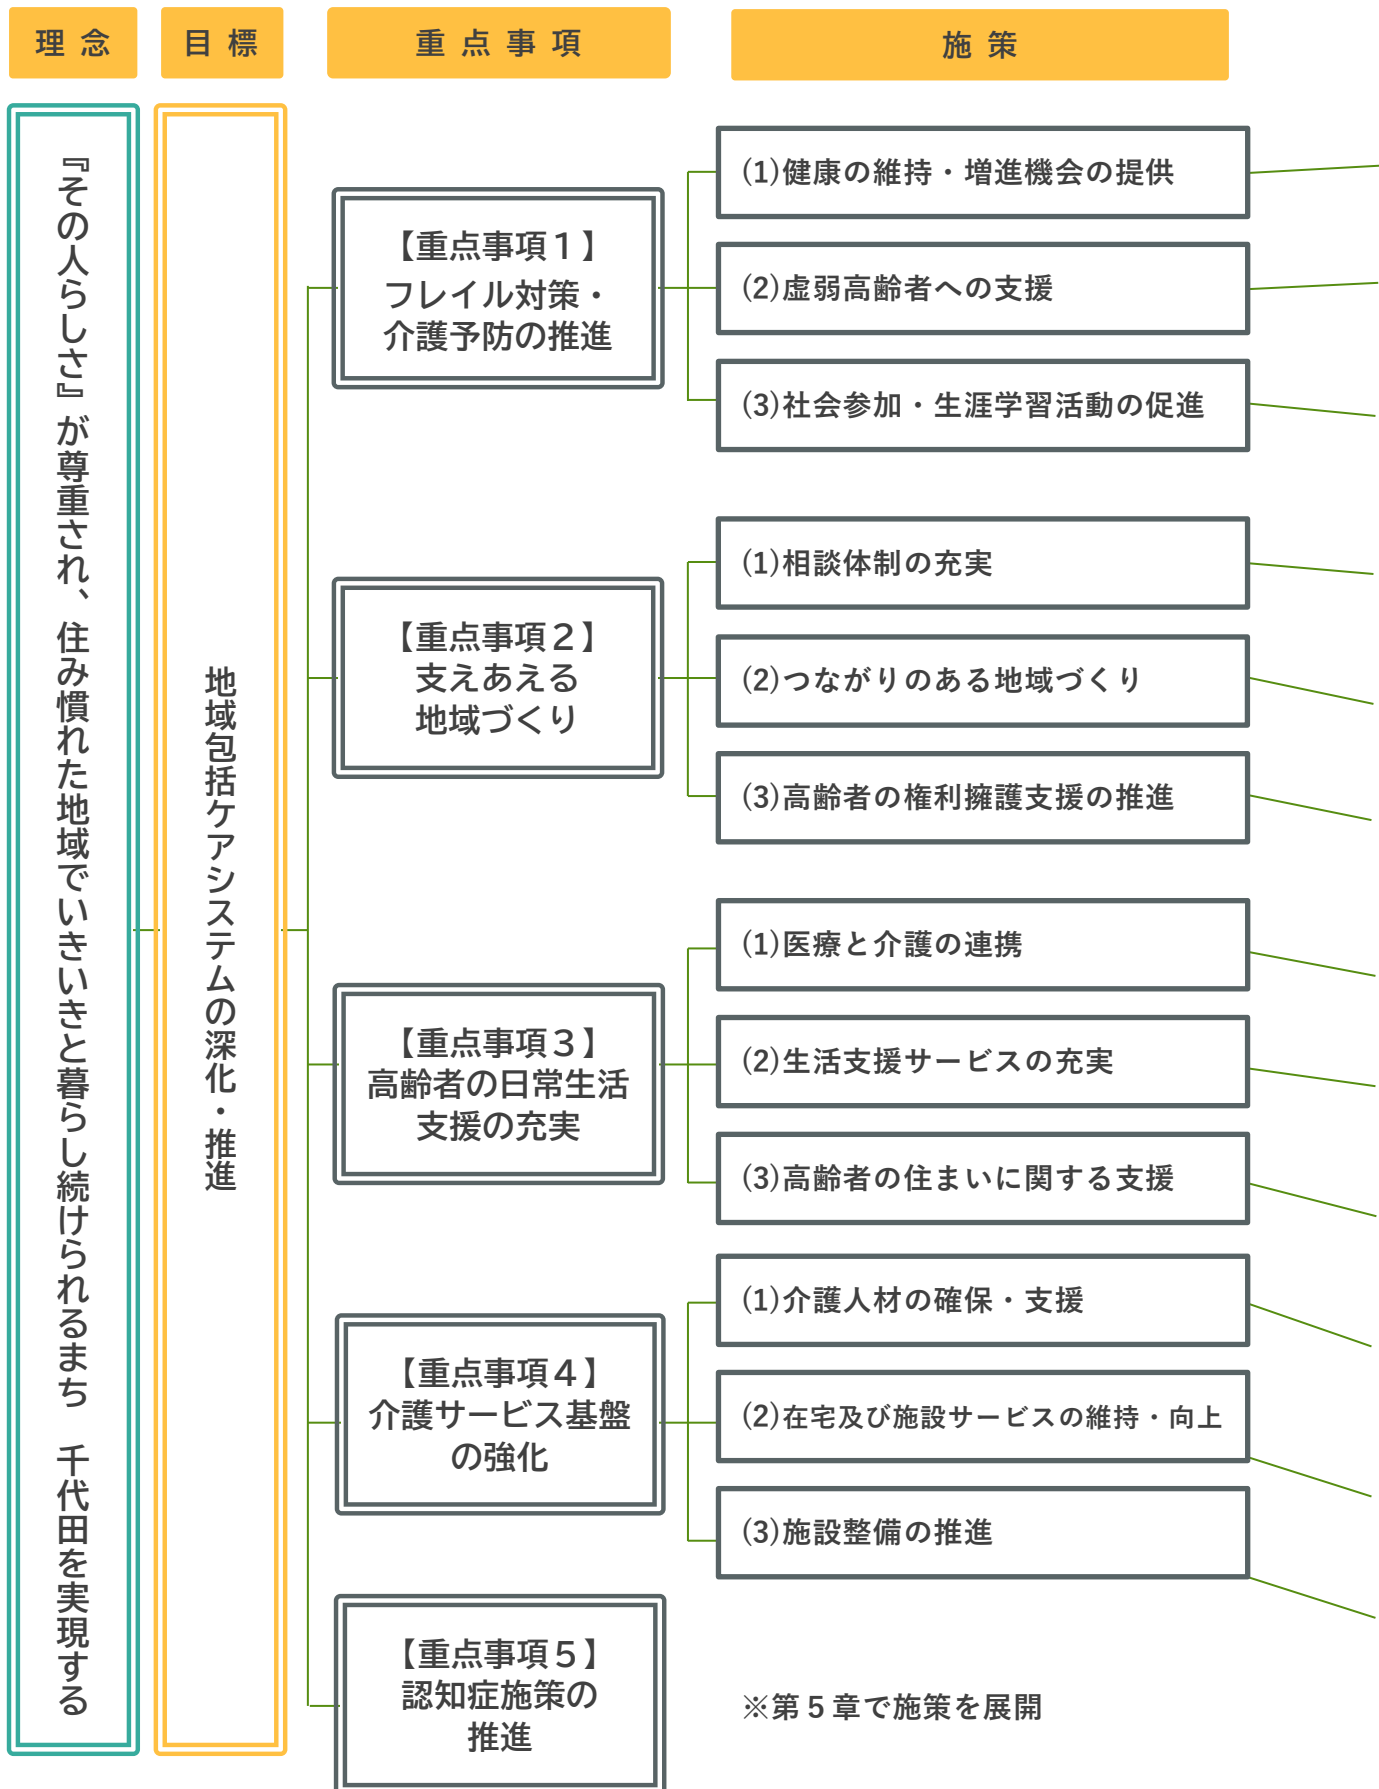 理念
目標
重点事項
施策
『その人らしさ』が尊重され、住み慣れた地域でいきいきと暮らし続けられるまち　千代田を実現する
地域包括ケアシステムの深化・推進
【重点事項１】
フレイル対策・
介護予防の推進
(1)健康の維持・増進機会の提供
(2)虚弱高齢者への支援
(3)社会参加・生涯学習活動の促進
【重点事項２】
支えあえる
地域づくり
(1)相談体制の充実
(2)つながりのある地域づくり
(3)高齢者の権利擁護支援の推進
【重点事項３】
高齢者の日常生活
支援の充実
(1)医療と介護の連携
(2)生活支援サービスの充実
(3)高齢者の住まいに関する支援
【重点事項４】
介護サービス基盤
の強化
(1)介護人材の確保・支援
(2)在宅及び施設サービスの維持・向上
(3)施設整備の推進
【重点事項５】
認知症施策の
推進
※第５章で施策を展開